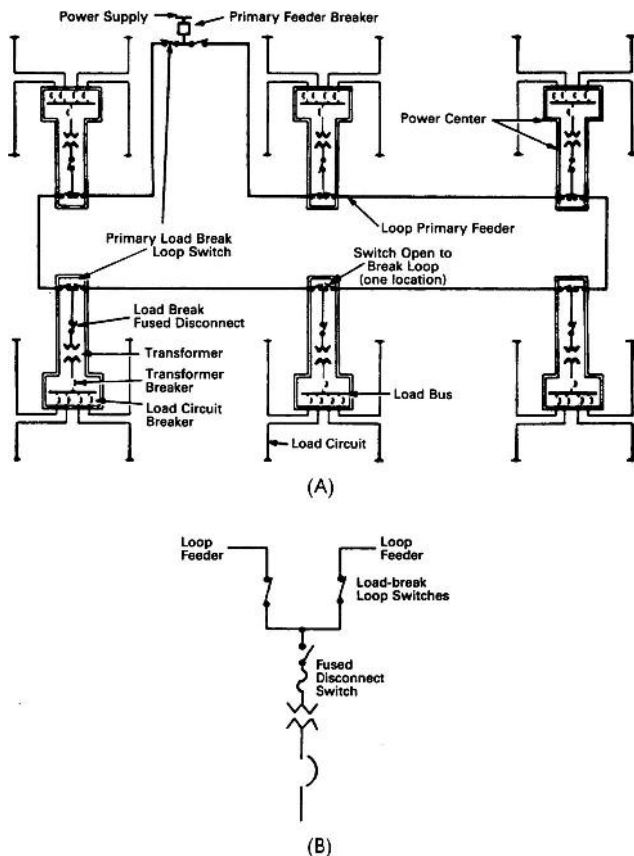 Power Supply
Primary Feeder Breaker
Power Center
Loop Primary Feeder
Primary Load Break
Loop Switch
Switch Open to
Break Loop
(one location)
Load Break
Fused Disconnect
Transformer
Transformer
Breaker
Load Bus
Load Circuit
Breaker
Load Circuit
(A)
Loop
Feeder
Loop
Feeder
Load-break
Loop Switches
Fused
Disconnect
Switch
(B)